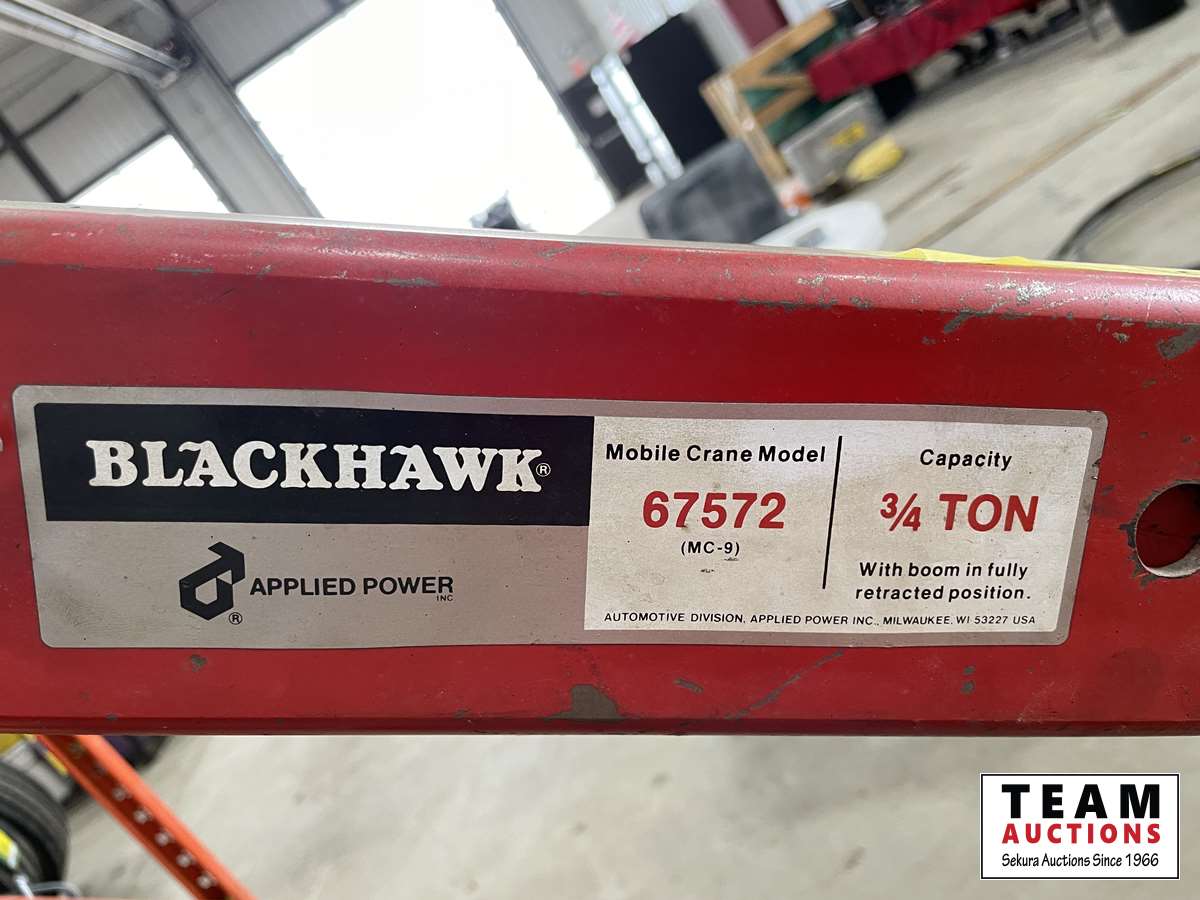 BLACKHAWK®
APPLIED POWER
INC
®
Mobile Crane Model
67572
(MC-9)
Capacity
3/4 TON
With boom in fully
retracted position.
AUTOMOTIVE DIVISION, APPLIED POWER INC., MILWAUKEE, WI 53227 USA
TEAM
AUCTIONS
Sekura Auctions Since 1966